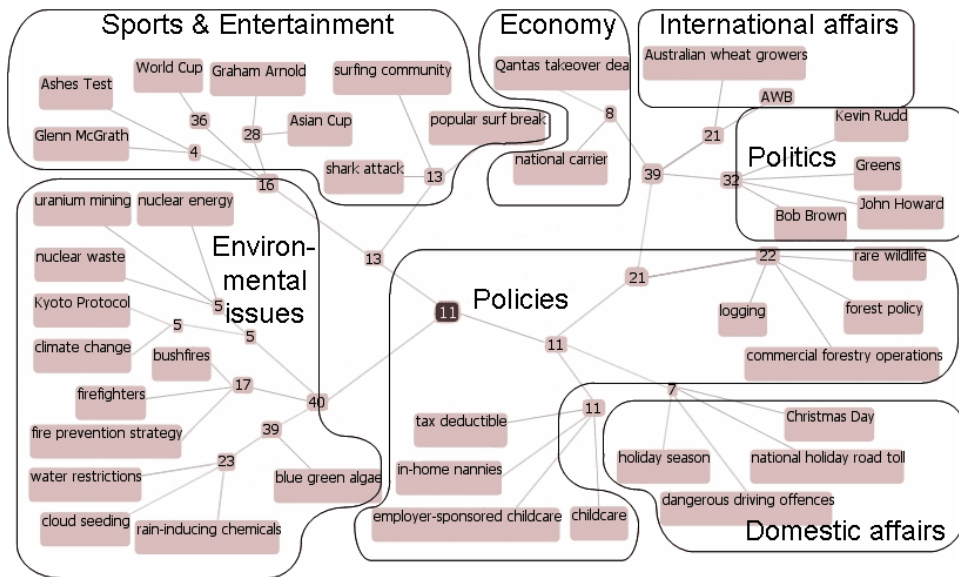 Sports & Entertainment
Economy
International affairs
World Cup
Graham Arnold
surfing community
Qantas takeover dea
Australian wheat growers
Ashes Test
AWB
8
Kevin Rudd
36
28
Asian Cup
popular surf break
21
Glenn McGrath
4
national carrier
Politics
Greens
shark attack
13
39
32
16
John Howard
uranium mining
nuclear energy
Bob Brown
Environ-
mental
issues
nuclear waste
13
22
rare wildlife
21
Kyoto Protocol
5
Policies
logging
forest policy
5
5
11
climate change
bushfires
11
commercial forestry operations
17
firefighters
40
7
11
Christmas Day
fire prevention strategy
39
tax deductible
23
water restrictions
blue green algae
in-home nannies
holiday season
national holiday road toll
cloud seeding
rain-inducing chemicals
employer-sponsored childcare
childcare
dangerous driving offences
Domestic affairs